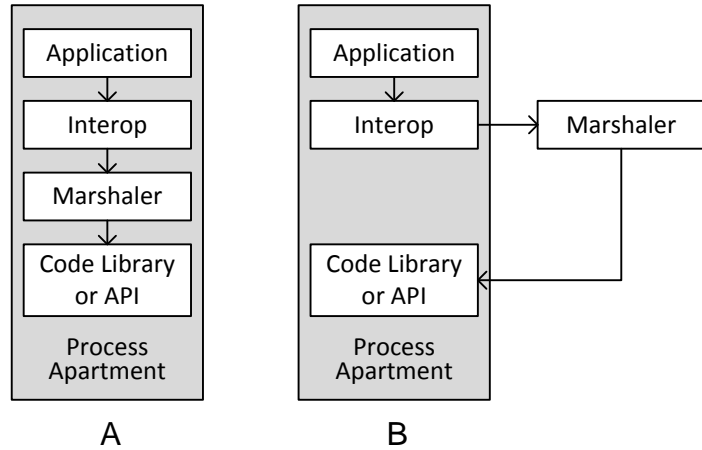 Application
Interop
Marshaler
Code Library
or API
Process
Apartment
A
Application
Interop
Marshaler
Code Library
or API
Process
Apartment
B